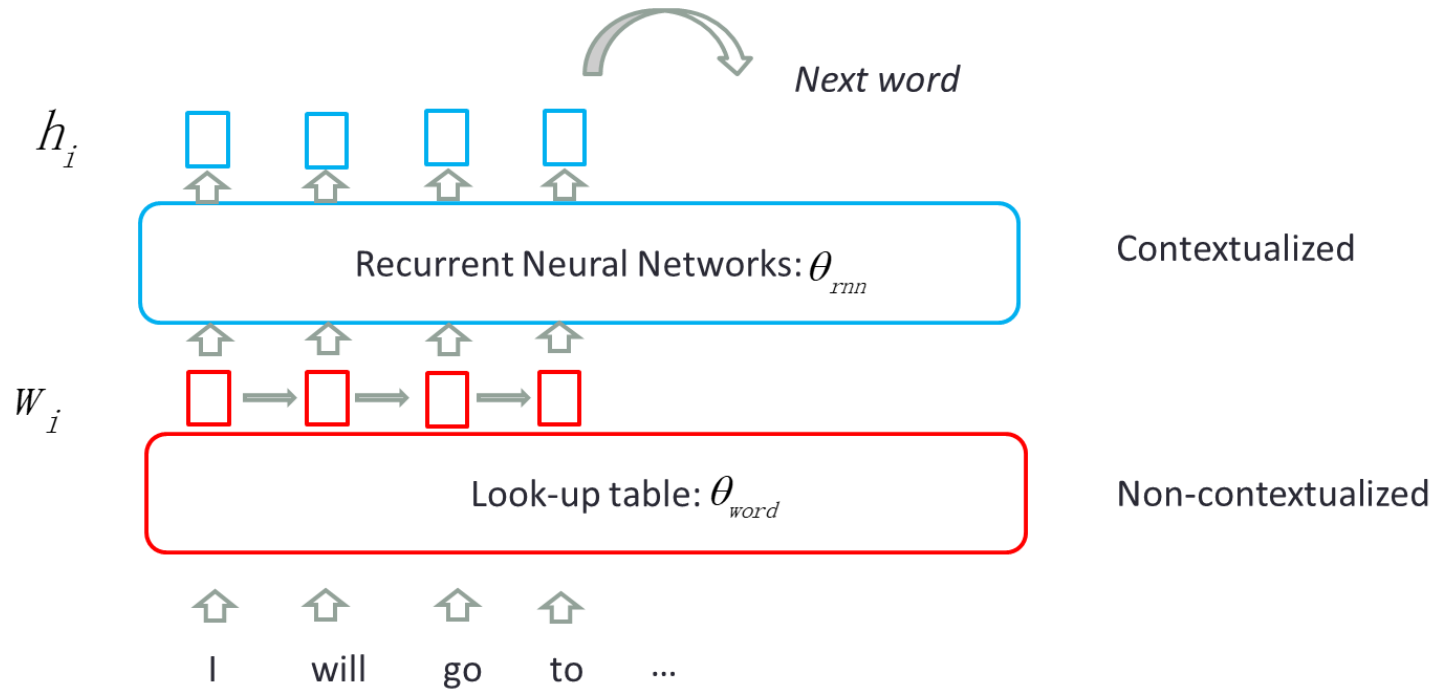 Next word
h_i
Recurrent Neural Networks: θ_rnn
Contextualized
w_i
Look-up table: θ_word
Non-contextualized
I will go to ...